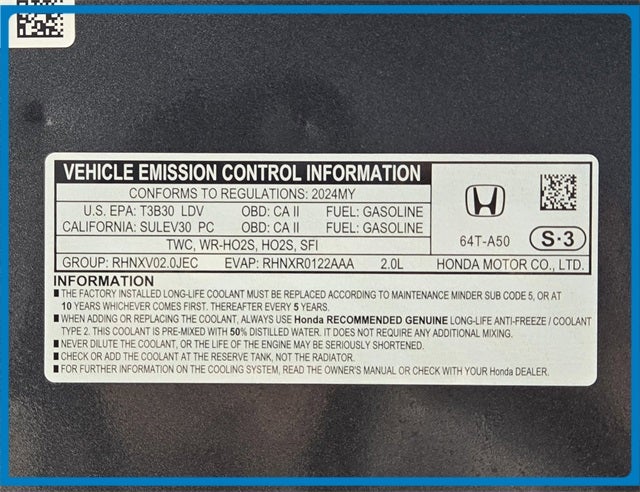 VEHICLE EMISSION CONTROL INFORMATION
CONFORMS TO REGULATIONS: 2024MY
U.S. EPA: T3B30 LDV OBD: CA II FUEL: GASOLINE
CALIFORNIA: SULEV30 PC OBD: CA II FUEL: GASOLINE
TWC, WR-HO2S, HO2S, SFI
64T-A50 S·3
GROUP: RHNXV02.0JEC EVAP: RHNXR0122AAA 2.0L HONDA MOTOR CO., LTD.
INFORMATION
■ THE FACTORY INSTALLED LONG-LIFE COOLANT MUST BE REPLACED ACCORDING TO MAINTENANCE MINDER SUB CODE 5, OR AT
10 YEARS WHICHEVER COMES FIRST. THEREAFTER EVERY 5 YEARS.
■ WHEN ADDING OR REPLACING THE COOLANT, ALWAYS USE Honda RECOMMENDED GENUINE LONG-LIFE ANTI-FREEZE / COOLANT
TYPE 2. THIS COOLANT IS PRE-MIXED WITH 50% DISTILLED WATER. IT DOES NOT REQUIRE ANY ADDITIONAL MIXING.
■ NEVER DILUTE THE COOLANT, OR THE LIFE OF THE ENGINE MAY BE SERIOUSLY SHORTENED.
■ CHECK OR ADD THE COOLANT AT THE RESERVE TANK, NOT THE RADIATOR.
■ FOR FURTHER INFORMATION ON THE COOLING SYSTEM, READ THE OWNER'S MANUAL OR CHECK WITH YOUR Honda DEALER.